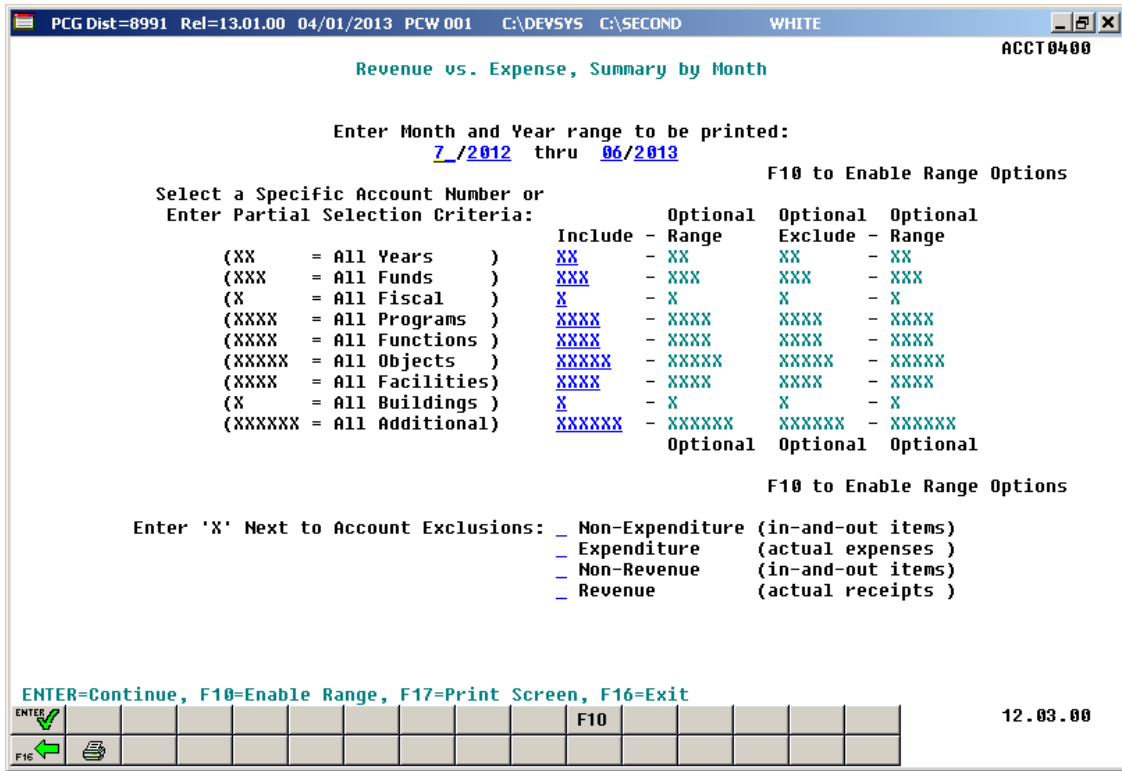 PCG Dist=8991 Rel=13.01.00 04/01/2013 PCW 001 C:\DEVSYS C:\SECOND WHITE
ACCT0400
Revenue vs. Expense, Summary by Month
Enter Month and Year range to be printed:
7_/2012 thru 06/2013
F10 to Enable Range Options
Select a Specific Account Number or
Enter Partial Selection Criteria: Optional Optional Optional
Include - Range Exclude - Range
(XX = All Years ) XX - XX XX - XX
(XXX = All Funds ) XXX - XXX XXX - XXX
(X = All Fiscal ) X - X X - X
(XXXX = All Programs ) XXXX - XXXX XXXX - XXXX
(XXXX = All Functions ) XXXX - XXXX XXXX - XXXX
(XXXXX = All Objects ) XXXXX - XXXXX XXXXX - XXXXX
(XXXX = All Facilities) XXXX - XXXX XXXX - XXXX
(X = All Buildings ) X - X X - X
(XXXXXX = All Additional) XXXXXX - XXXXXX XXXXXX - XXXXXX
Optional Optional Optional
F10 to Enable Range Options
Enter 'X' Next to Account Exclusions: _ Non-Expenditure (in-and-out items)
_ Expenditure (actual expenses )
_ Non-Revenue (in-and-out items)
_ Revenue (actual receipts )
ENTER=Continue, F10=Enable Range, F17=Print Screen, F16=Exit
ENTER F10 12.03.00
F16